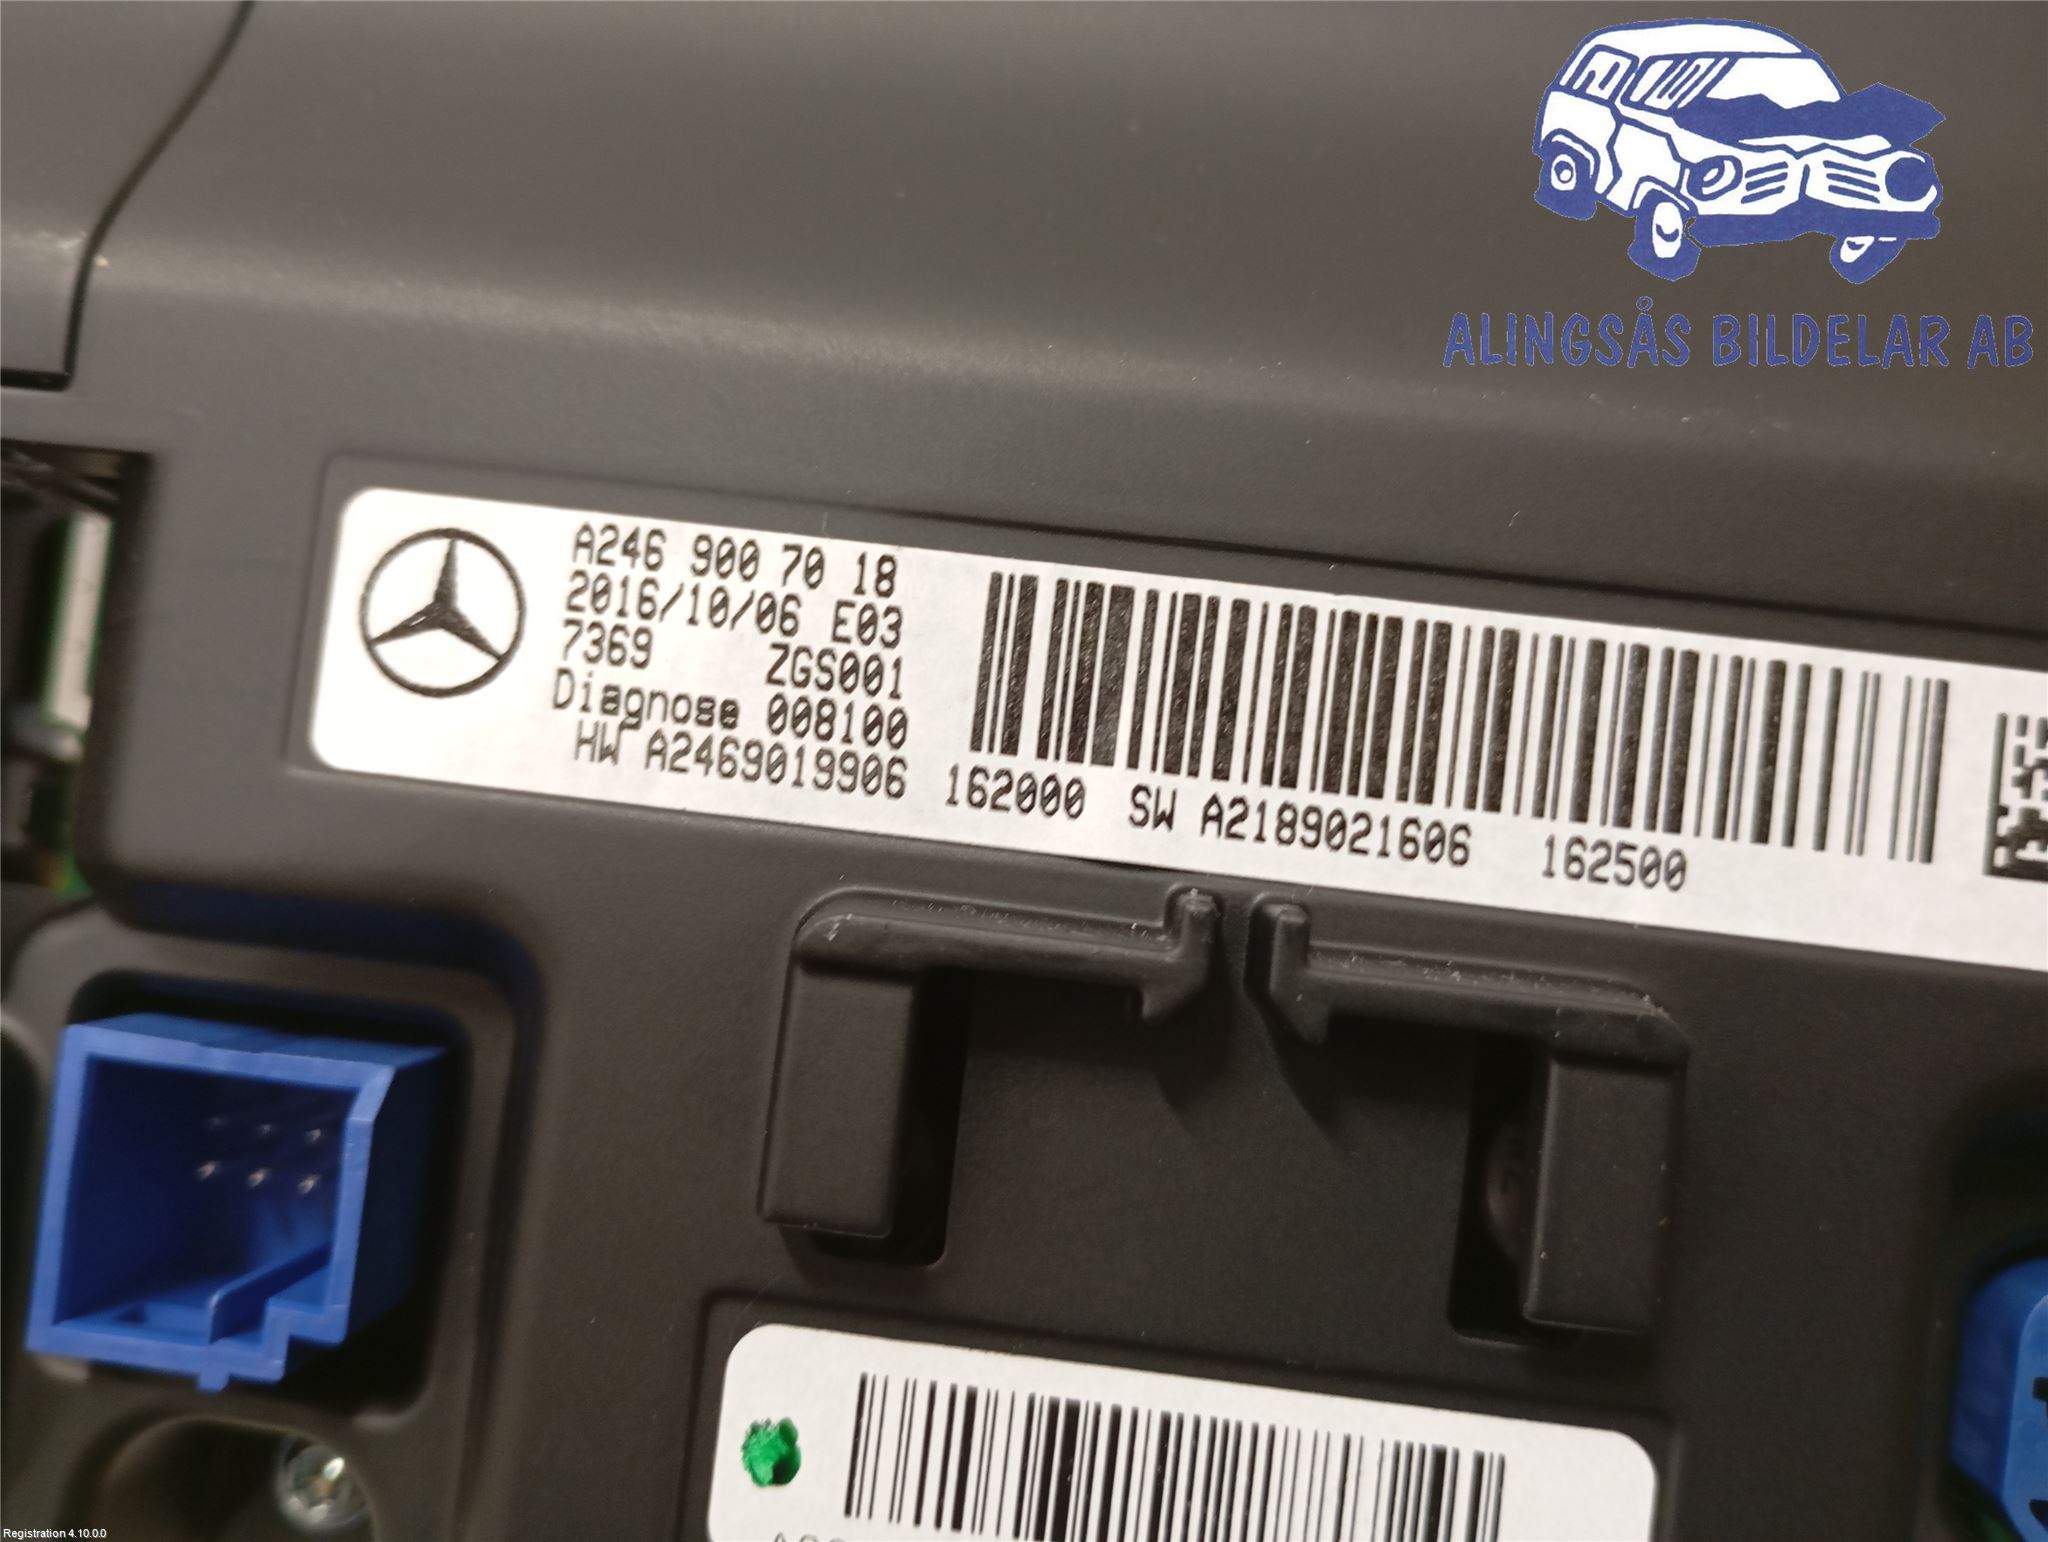 ALINGSÅS BILDELAR AB
A246 900 70 18
2016/10/06 E03
7369 ZGS001
Diagnose 008100
HW A2469019906 162000 SW A2189021606 162500
Registration 4.10.0.0